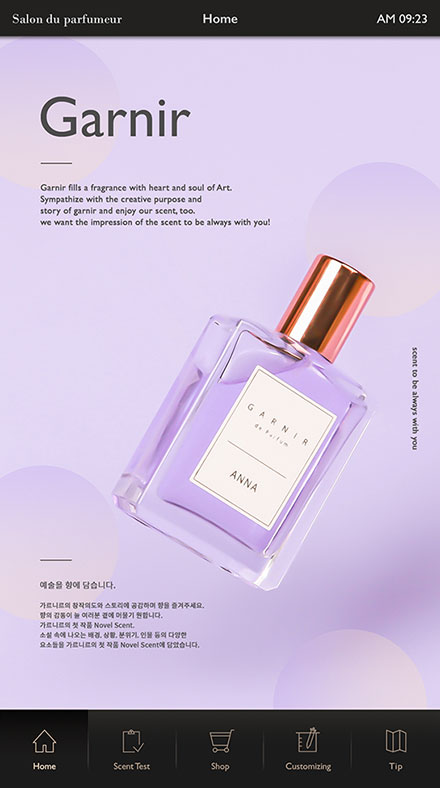 Salon du parfumeur
Home
AM 09:23
Garnir
Garnir fills a fragrance with heart and soul of Art.
Sympathize with the creative purpose and
story of garnir and enjoy our scent, too.
we want the impression of the scent to be always with you!
GARNIR
de Parfum
ANNA
scent to be always with you
예술을 향에 담습니다.
가르니르의 창작의도와 스토리에 공감하며 향을 즐겨주세요.
향의 감동이 늘 여러분 곁에 머물기 원합니다.
가르니르의 첫 작품 Novel Scent.
소설 속에 나오는 배경, 상황, 분위기, 인물 등의 다양한
요소들을 가르니르의 첫 작품 Novel Scent에 담았습니다.
Home
Scent Test
Shop
Customizing
Tip